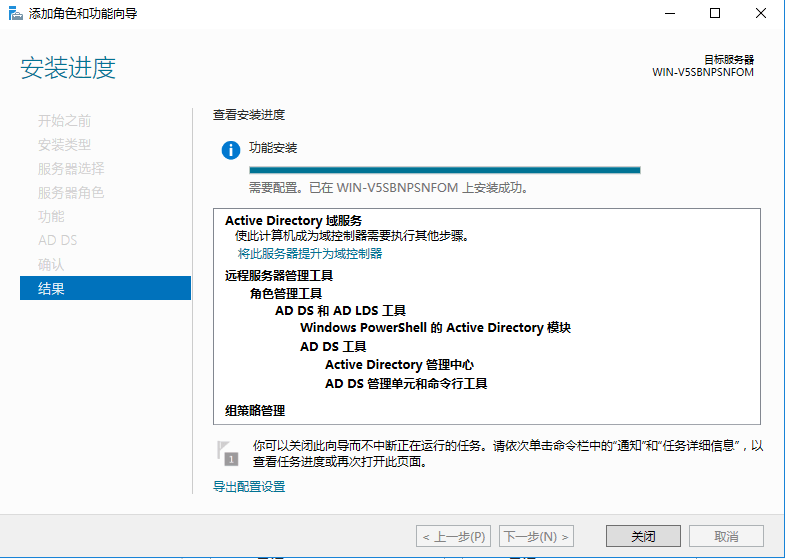 添加角色和功能向导
安装进度
目标服务器
WIN-V5SBNPSNFOM
开始之前
安装类型
服务器选择
服务器角色
功能
AD DS
确认
结果
查看安装进度
功能安装
需要配置。已在 WIN-V5SBNPSNFOM 上安装成功。
Active Directory 域服务
使此计算机成为域控制器需要执行其他步骤。
将此服务器提升为域控制器
远程服务器管理工具
角色管理工具
AD DS 和 AD LDS 工具
Windows PowerShell 的 Active Directory 模块
AD DS 工具
Active Directory 管理中心
AD DS 管理单元和命令行工具
组策略管理
1
你可以关闭此向导而不中断正在运行的任务。请依次单击命令栏中的“通知”和“任务详细信息”，以
查看任务进度或再次打开此页面。
导出配置设置
< 上一步(P) 下一步(N) > 关闭 取消